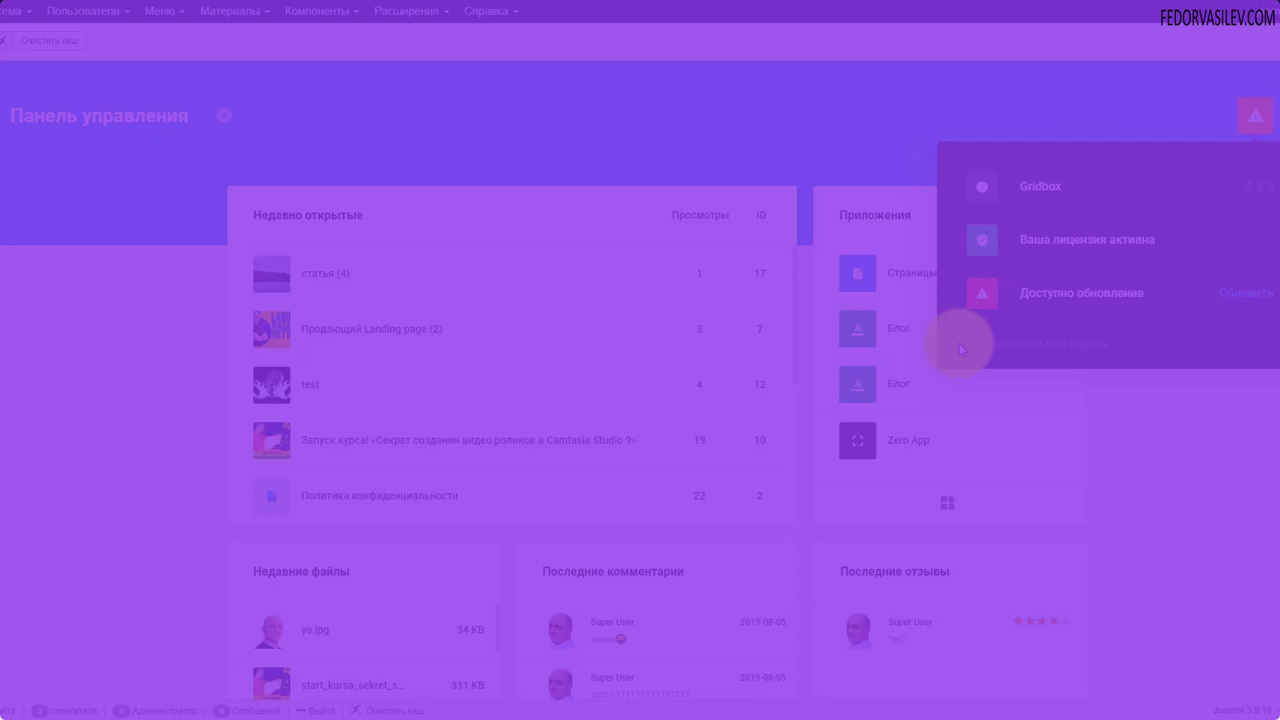 FEDORVASILEV.COM
Пользователи Меню Материалы Компоненты Расширения Справка
Очистить кеш
Панель управления
Gridbox
Ваша лицензия активна
Доступно обновление Обновить
Недавно открытые Просмотры ID
статья (4) 1 17
Продающий Landing page (2) 3 7
test 4 12
Запуск курса! «Секрет создания видео роликов в Camtasia Studio 9» 19 10
Политика конфиденциальности 22 2
Приложения
Страницы
Блог
Блог
Zero App
Недавние файлы
ya.jpg 34 KB
start_kursa_sekret_s... 311 KB
Последние комментарии
Super User 2019-08-05
Super User 2019-08-05
Последние отзывы
Super User
тест
посетители Администратор Сообщений Выйти Очистить кеш
Joomla! 3.9.10